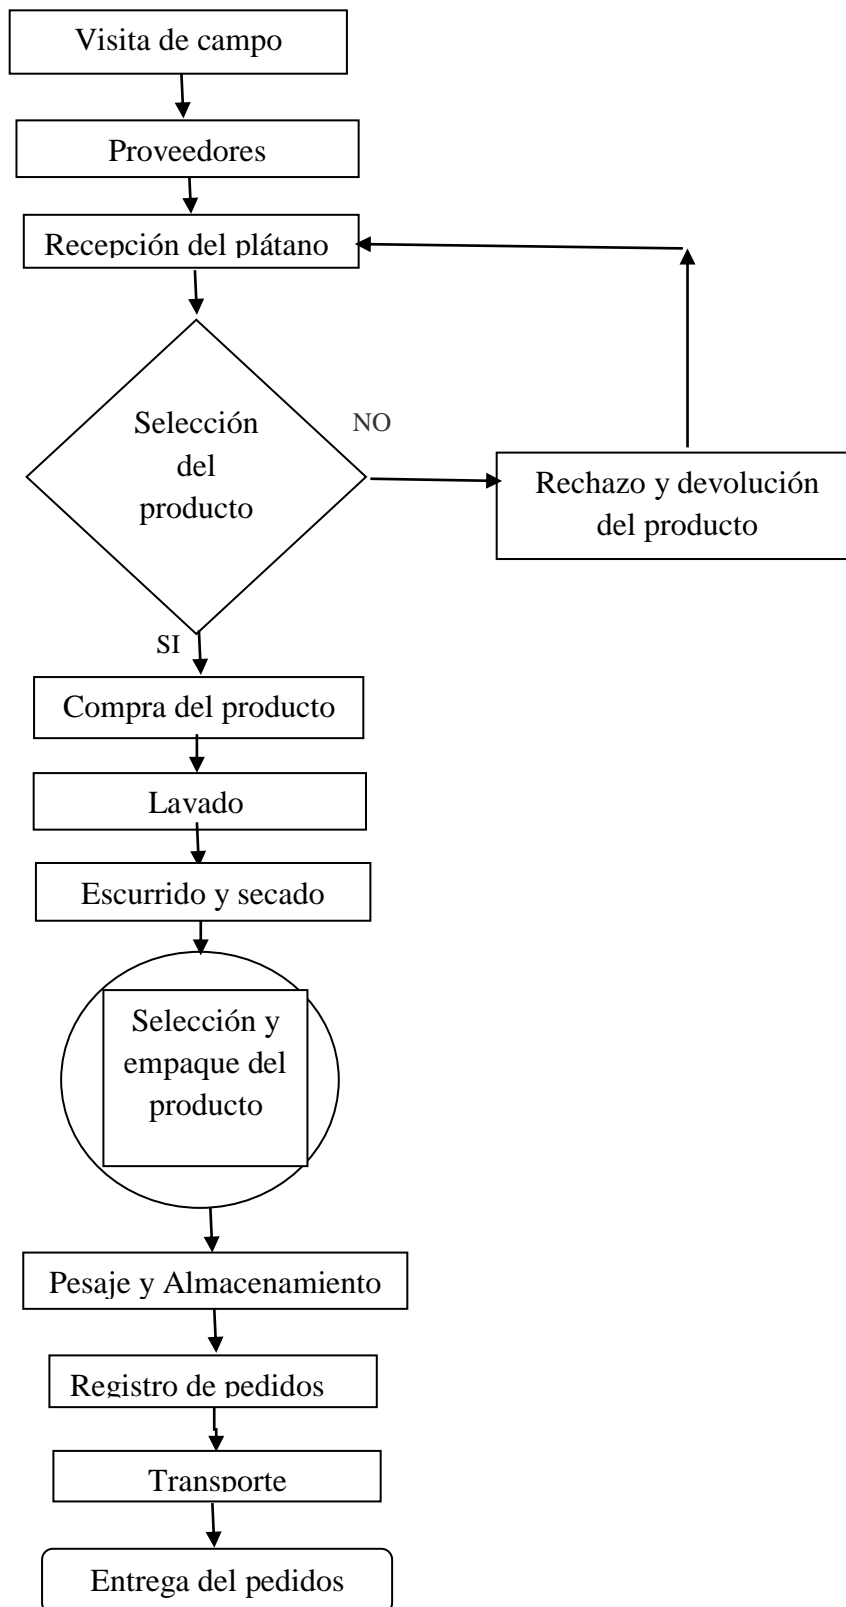 Visita de campo
Proveedores
Recepción del plátano
Selección
del
producto
NO
Rechazo y devolución
del producto
SI
Compra del producto
Lavado
Escurrido y secado
Selección y
empaque del
producto
Pesaje y Almacenamiento
Registro de pedidos
Transporte
Entrega del pedidos